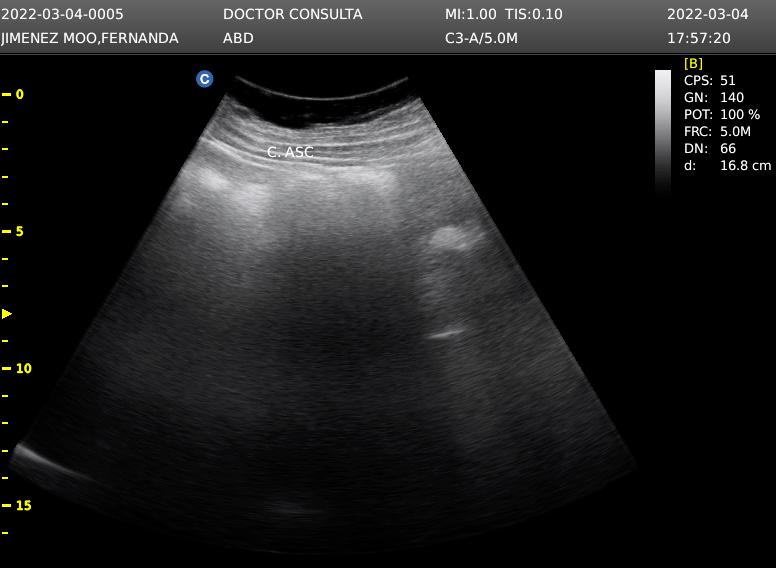 2022-03-04-0005 DOCTOR CONSULTA MI:1.00 TIS:0.10 2022-03-04
JIMENEZ MOO,FERNANDA ABD C3-A/5.0M 17:57:20
C
[B]
CPS: 51
GN: 140
POT: 100 %
FRC: 5.0M
DN: 66
d: 16.8 cm
0
C. ASC
5
10
15